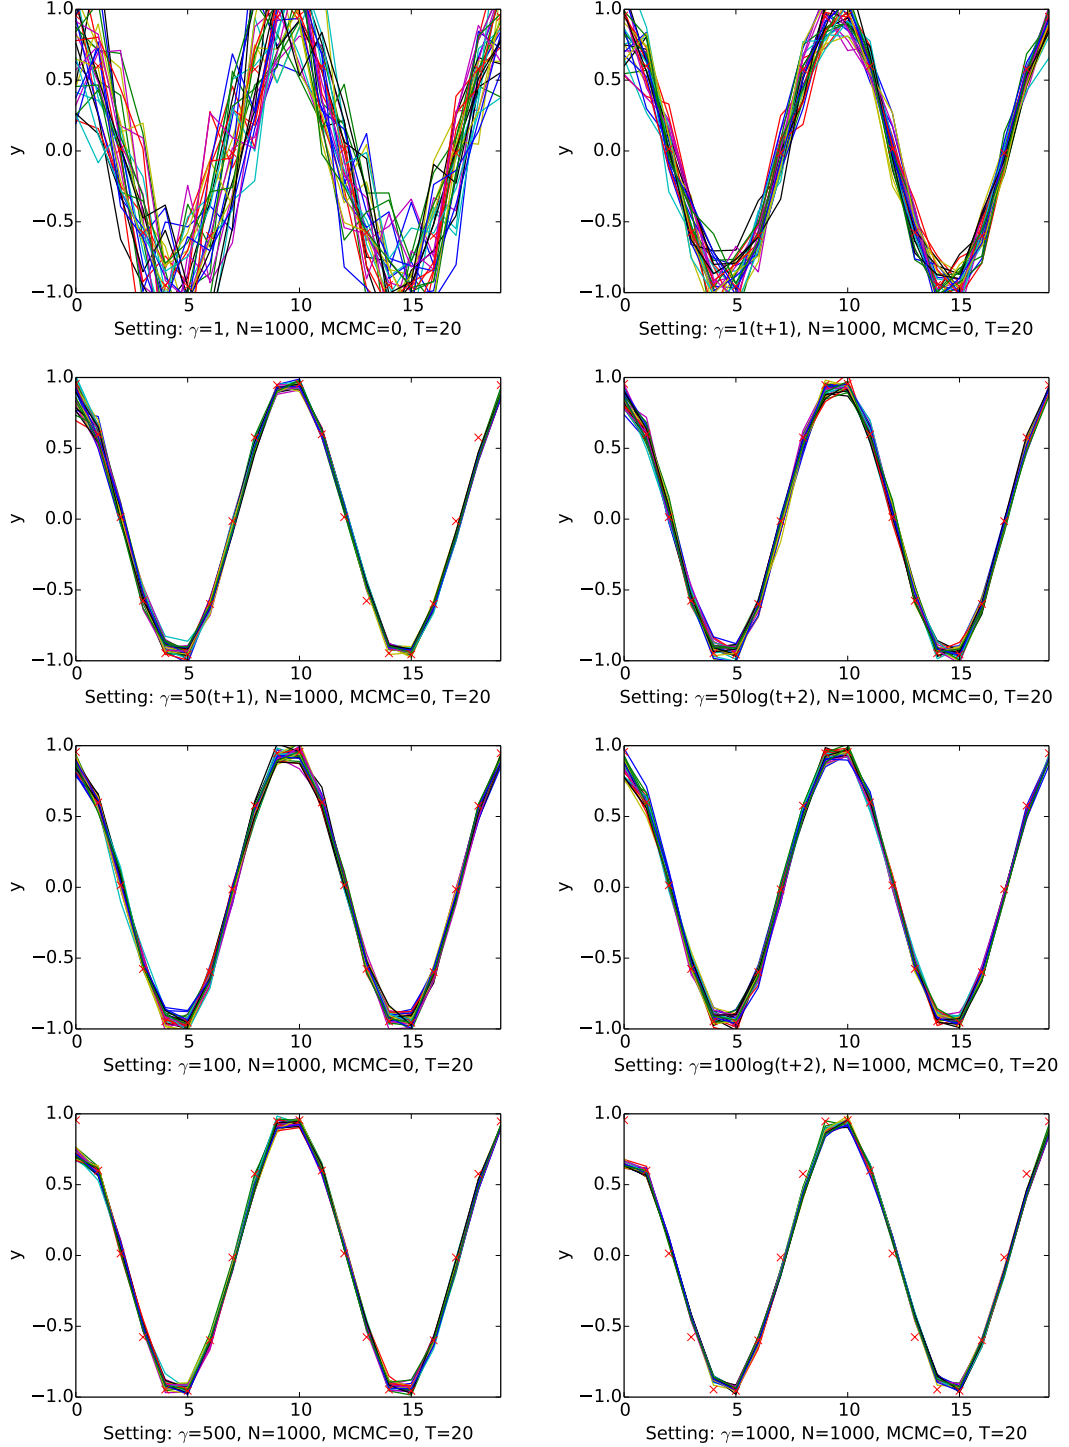 1.0
0.5
0.0
−0.5
−1.0
y
0 5 10 15
Setting: γ=1, N=1000, MCMC=0, T=20
1.0
0.5
0.0
−0.5
−1.0
y
0 5 10 15
Setting: γ=1(t+1), N=1000, MCMC=0, T=20
1.0
0.5
0.0
−0.5
−1.0
y
0 5 10 15
Setting: γ=50(t+1), N=1000, MCMC=0, T=20
1.0
0.5
0.0
−0.5
−1.0
y
0 5 10 15
Setting: γ=50log(t+2), N=1000, MCMC=0, T=20
1.0
0.5
0.0
−0.5
−1.0
y
0 5 10 15
Setting: γ=100, N=1000, MCMC=0, T=20
1.0
0.5
0.0
−0.5
−1.0
y
0 5 10 15
Setting: γ=100log(t+2), N=1000, MCMC=0, T=20
1.0
0.5
0.0
−0.5
−1.0
y
0 5 10 15
Setting: γ=500, N=1000, MCMC=0, T=20
1.0
0.5
0.0
−0.5
−1.0
y
0 5 10 15
Setting: γ=1000, N=1000, MCMC=0, T=20